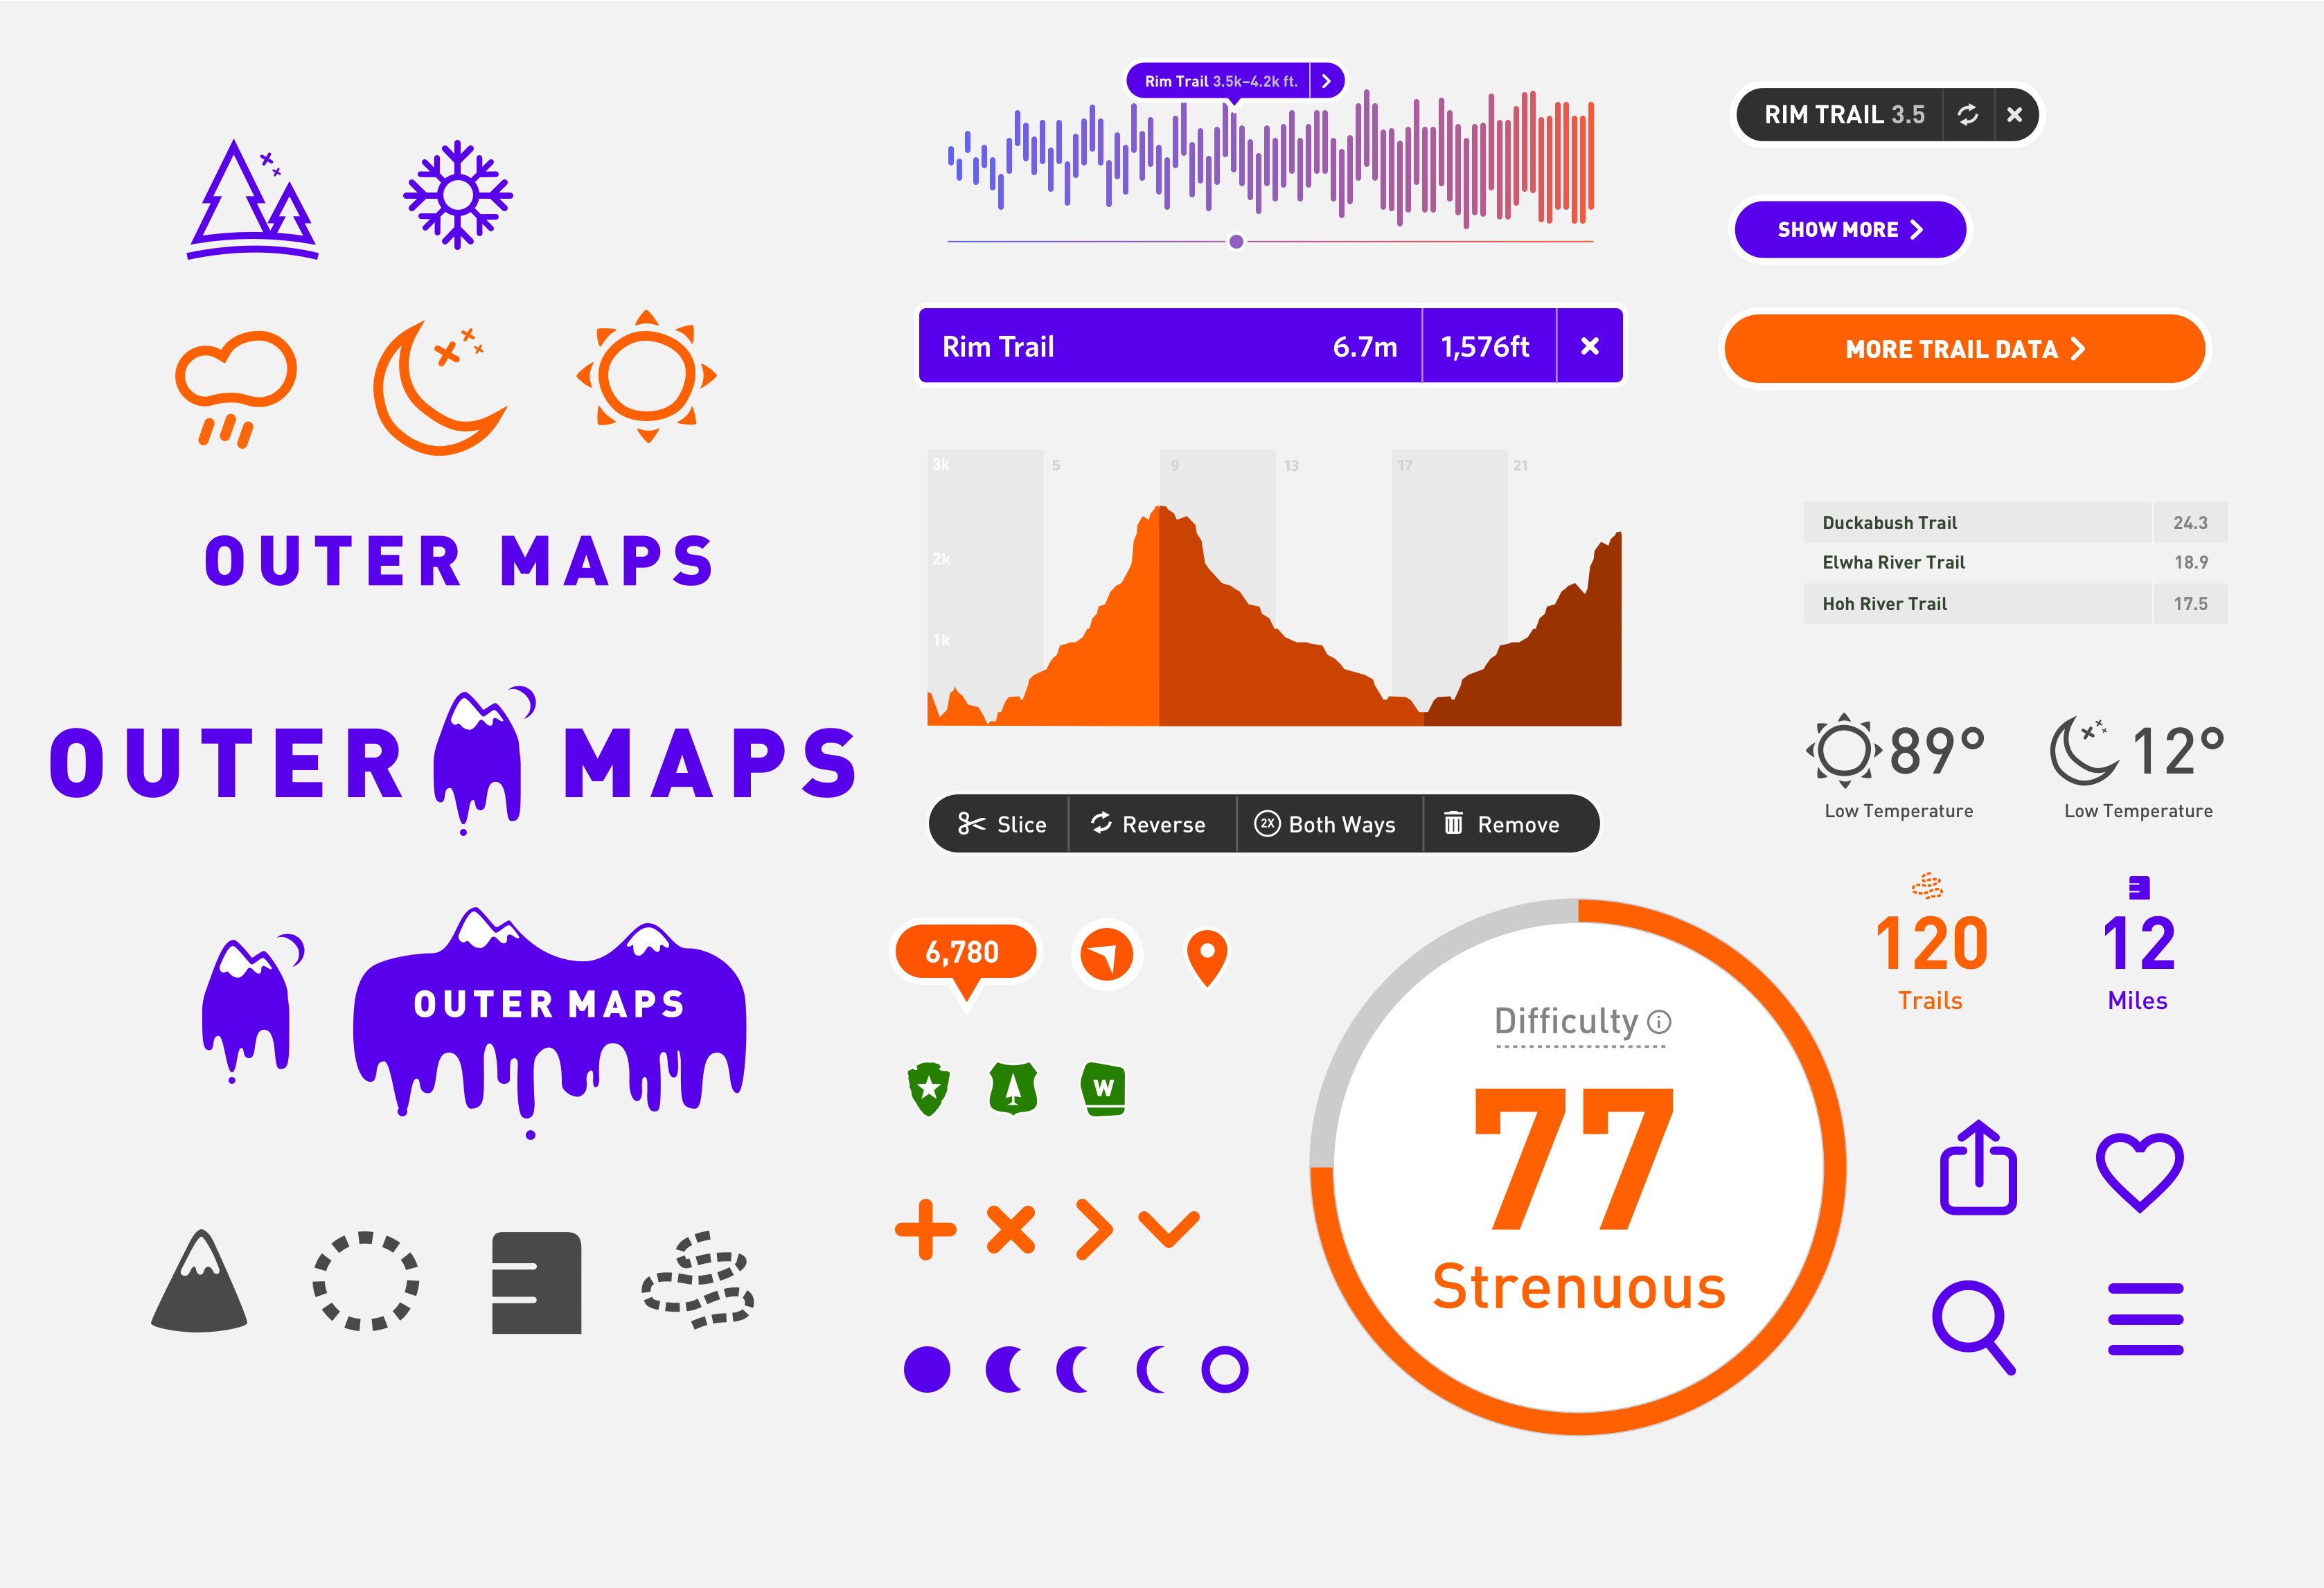 Rim Trail 3.5k–4.2k ft.
RIM TRAIL 3.5
SHOW MORE
Rim Trail 6.7m 1,576ft
MORE TRAIL DATA
3k 5 9 13 17 21
2k
1k
Duckabush Trail 24.3
Elwha River Trail 18.9
Hoh River Trail 17.5
OUTER MAPS
OUTER MAPS
89° 12°
Low Temperature Low Temperature
Slice Reverse 2X Both Ways Remove
120 12
Trails Miles
6,780
OUTER MAPS
W
Difficulty i
77
Strenuous